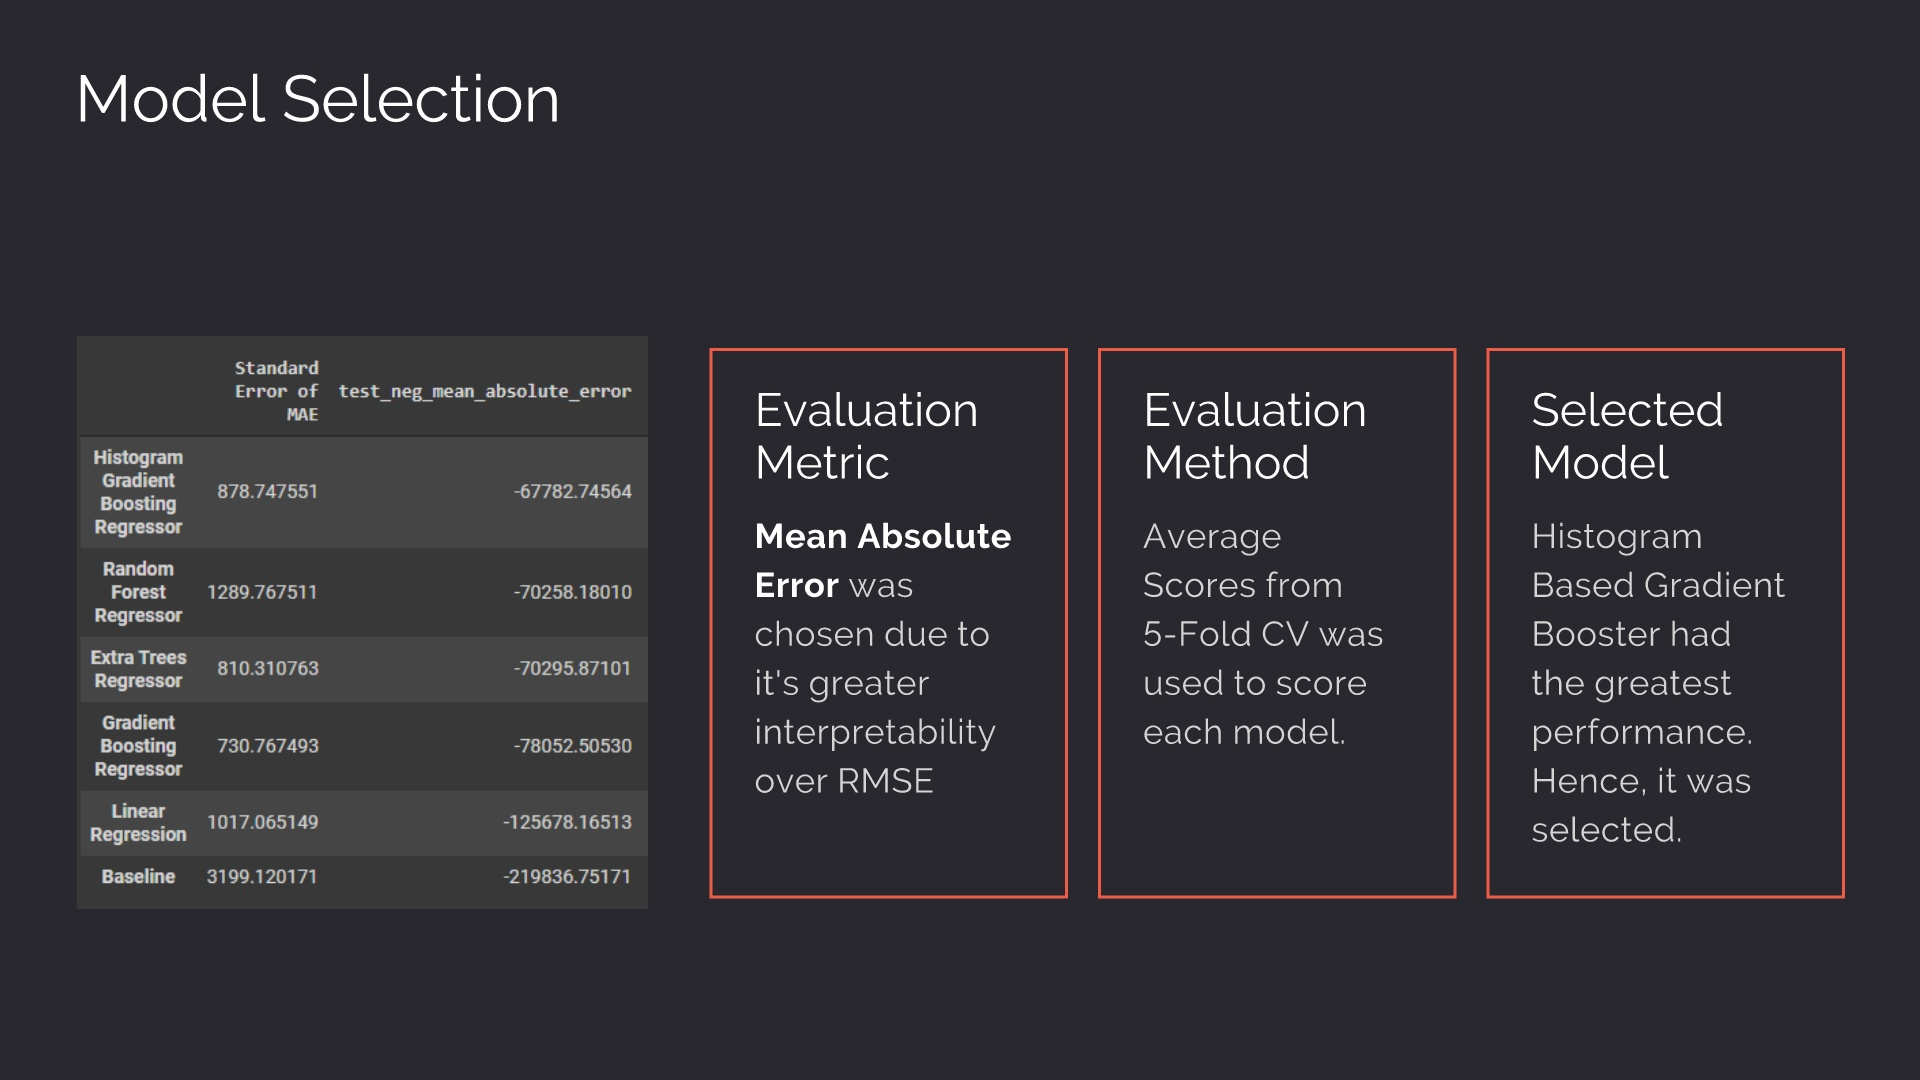 Model Selection
Standard
Error of
MAE
test_neg_mean_absolute_error
Histogram
Gradient
Boosting
Regressor
878.747551
-67782.74564
Random
Forest
Regressor
1289.767511
-70258.18010
Extra Trees
Regressor
810.310763
-70295.87101
Gradient
Boosting
Regressor
730.767493
-78052.50530
Linear
Regression
1017.065149
-125678.16513
Baseline
3199.120171
-219836.75171
Evaluation
Metric
Mean Absolute
Error was
chosen due to
it's greater
interpretability
over RMSE
Evaluation
Method
Average
Scores from
5-Fold CV was
used to score
each model.
Selected
Model
Histogram
Based Gradient
Booster had
the greatest
performance.
Hence, it was
selected.